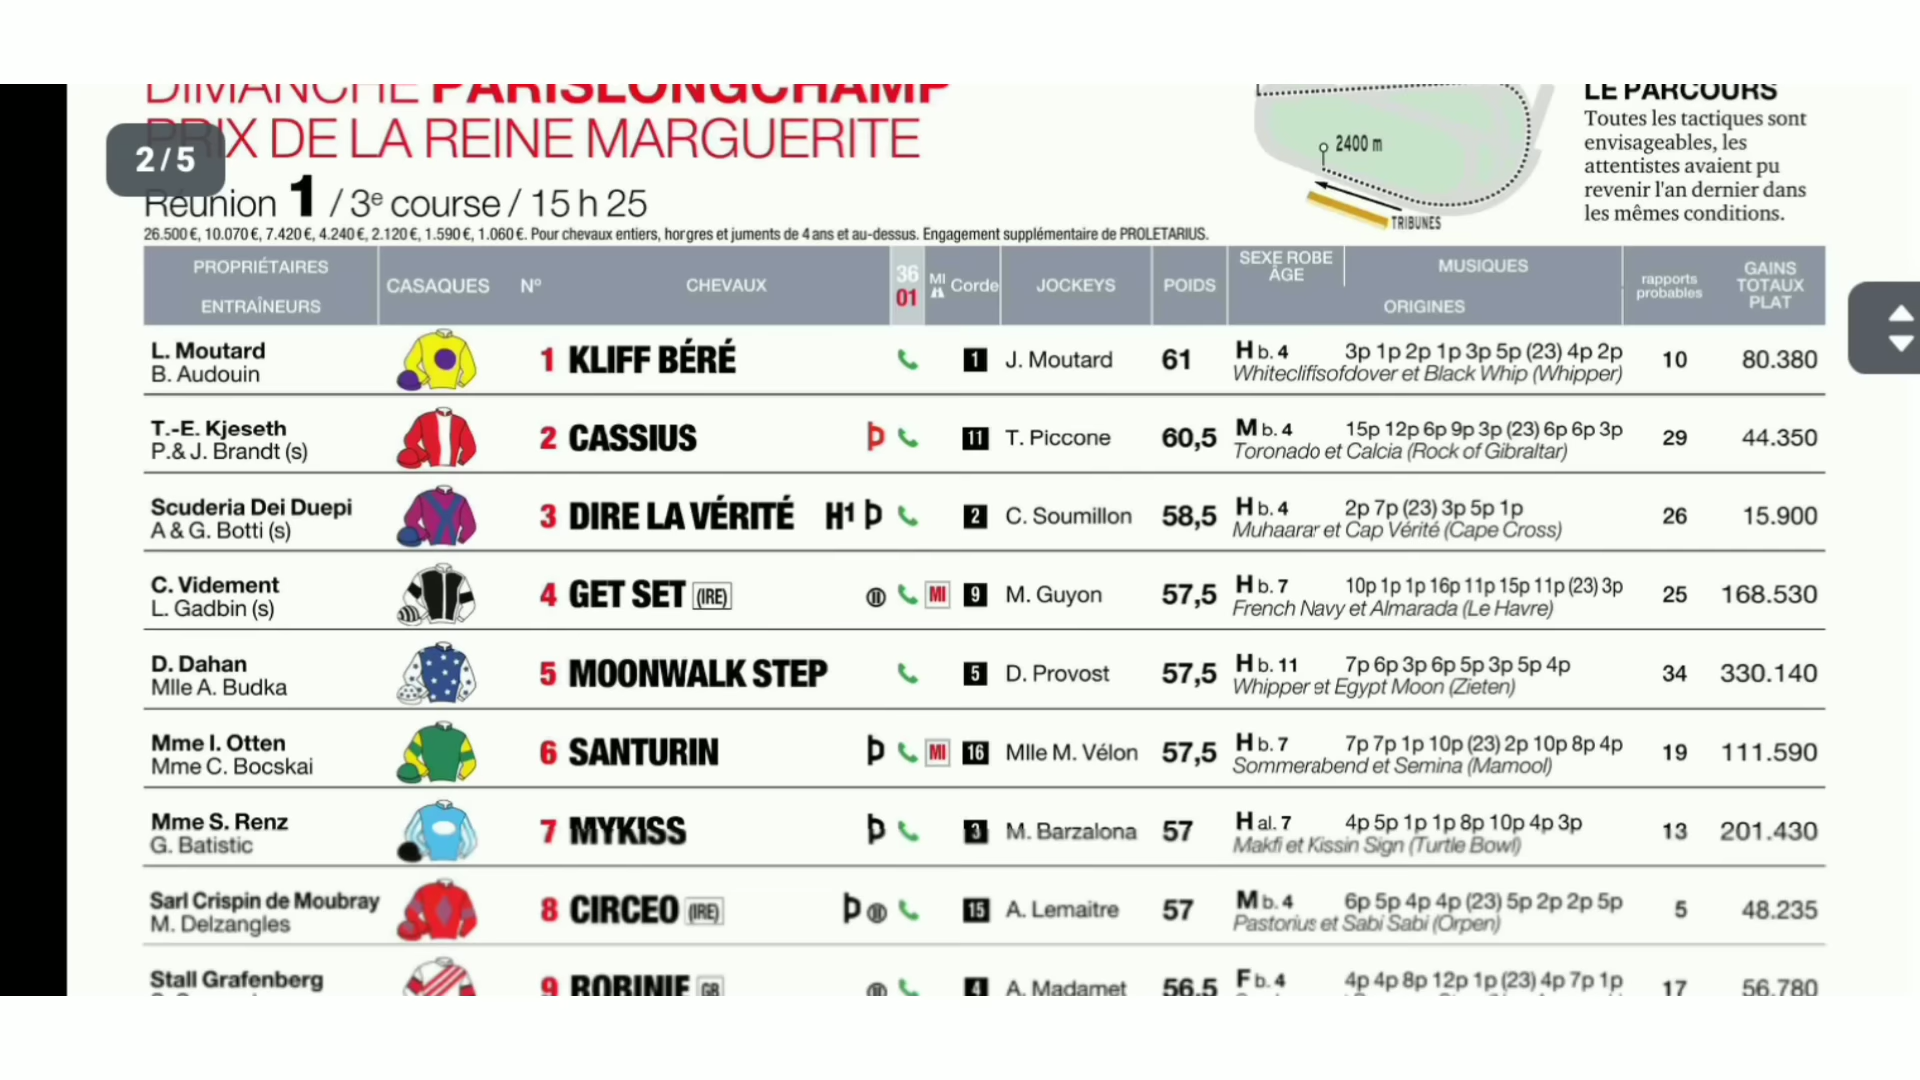 DIMANCHE PARISLONGCHAMP
PRIX DE LA REINE MARGUERITE
2/5
Réunion 1 / 3e course / 15 h 25
26.500 €, 10.070 €, 7.420 €, 4.240 €, 2.120 €, 1.590 €, 1.060 €. Pour chevaux entiers, hongres et juments de 4 ans et au-dessus. Engagement supplémentaire de PROLETARIUS.
2400 m
TRIBUNES
LE PARCOURS
Toutes les tactiques sont
envisageables, les
attentistes avaient pu
revenir l'an dernier dans
les mêmes conditions.
PROPRIÉTAIRES
ENTRAÎNEURS
CASAQUES
N°
CHEVAUX
36
01
MI
Corde
JOCKEYS
POIDS
SEXE ROBE
ÂGE
MUSIQUES
ORIGINES
rapports
probables
GAINS
TOTAUX
PLAT
L. Moutard
B. Audouin
1 KLIFF BÉRÉ 1 J. Moutard 61 H b. 4 3p 1p 2p 1p 3p 5p (23) 4p 2p 10 80.380
Whitecliffsofdover et Black Whip (Whipper)
T.-E. Kjeseth
P.& J. Brandt (s)
2 CASSIUS 11 T. Piccone 60,5 M b. 4 15p 12p 6p 9p 3p (23) 6p 6p 3p 29 44.350
Toronado et Calcia (Rock of Gibraltar)
Scuderia Dei Duepi
A & G. Botti (s)
3 DIRE LA VÉRITÉ H1 2 C. Soumillon 58,5 H b. 4 2p 7p (23) 3p 5p 1p 26 15.900
Muhaarar et Cap Vérité (Cape Cross)
C. Videment
L. Gadbin (s)
4 GET SET (IRE) MI 9 M. Guyon 57,5 H b. 7 10p 1p 1p 16p 11p 15p 11p (23) 3p 25 168.530
French Navy et Almarada (Le Havre)
D. Dahan
Mlle A. Budka
5 MOONWALK STEP 5 D. Provost 57,5 H b. 11 7p 6p 3p 6p 5p 3p 5p 4p 34 330.140
Whipper et Egypt Moon (Zieten)
Mme I. Otten
Mme C. Bocskai
6 SANTURIN MI 16 Mlle M. Vélon 57,5 H b. 7 7p 7p 1p 10p (23) 2p 10p 8p 4p 19 111.590
Sommerabend et Semina (Mamool)
Mme S. Renz
G. Batistic
7 MYKISS 3 M. Barzalona 57 H al. 7 4p 5p 1p 1p 8p 10p 4p 3p 13 201.430
Makfi et Kissin Sign (Turtle Bowl)
Sarl Crispin de Moubray
M. Delzangles
8 CIRCEO (IRE) 15 A. Lemaitre 57 M b. 4 6p 5p 4p 4p (23) 5p 2p 2p 5p 5 48.235
Pastorius et Sabi Sabi (Orpen)
Stall Grafenberg
9 ROBINIE GB 4 A. Madamet 56,5 F b. 4 4p 4p 8p 12p 1p (23) 4p 7p 1p 17 56.780